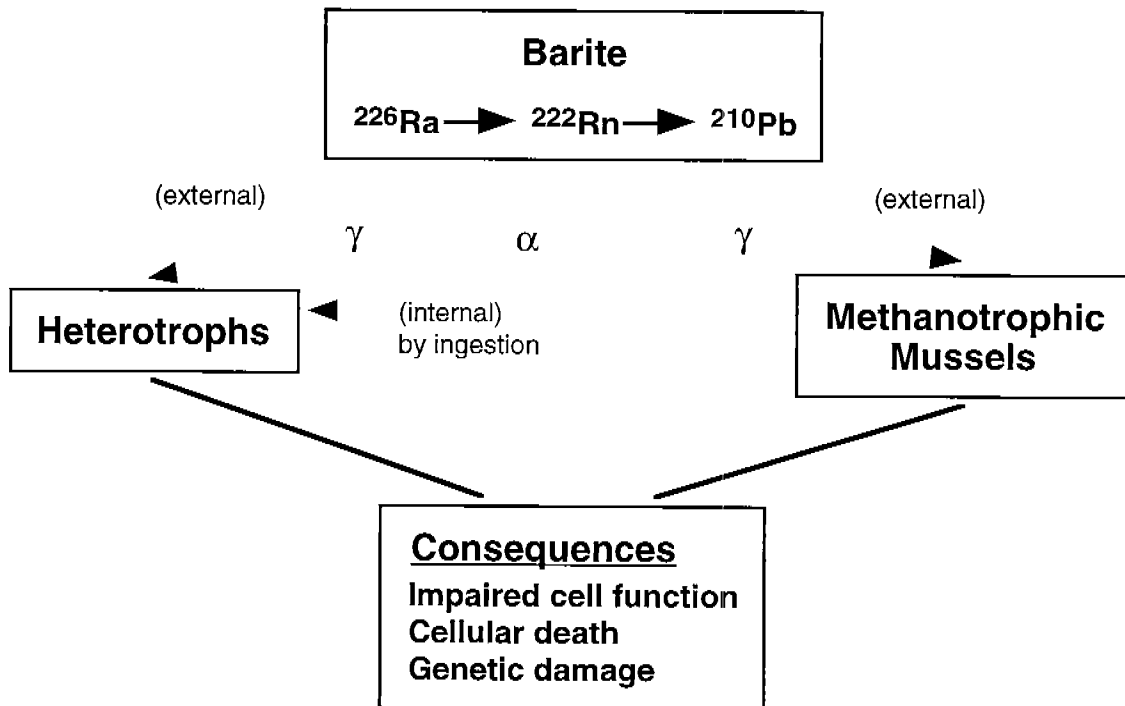 Barite
²²⁶Ra → ²²²Rn → ²¹⁰Pb
(external)
(external)
γ
α
γ
Heterotrophs
(internal)
by ingestion
Methanotrophic
Mussels
Consequences
Impaired cell function
Cellular death
Genetic damage